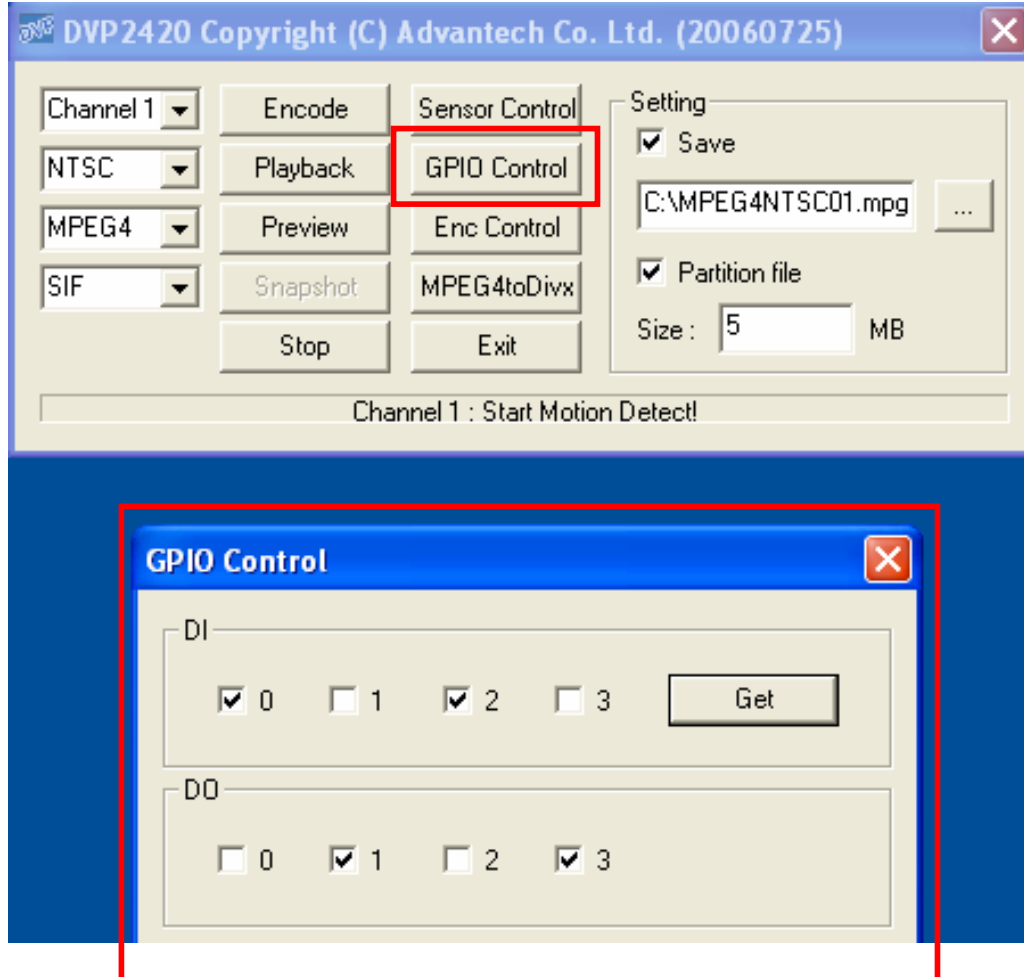 DVP2420 Copyright (C) Advantech Co. Ltd. (20060725)
Channel 1 Encode Sensor Control Setting
Save
NTSC Playback GPIO Control
C:\MPEG4NTSC01.mpg ...
MPEG4 Preview Enc Control
Partition file
SIF Snapshot MPEG4toDivx
Size : 5 MB
Stop Exit
Channel 1 : Start Motion Detect!
GPIO Control
DI
0 1 2 3 Get
DO
0 1 2 3